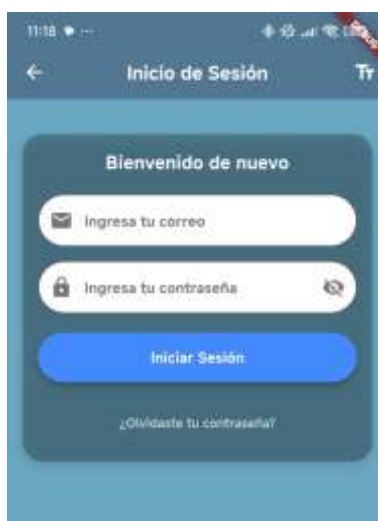 11:18
Inicio de Sesión
Tr
Bienvenido de nuevo
Ingresa tu correo
Ingresa tu contraseña
Iniciar Sesión
¿Olvidaste tu contraseña?